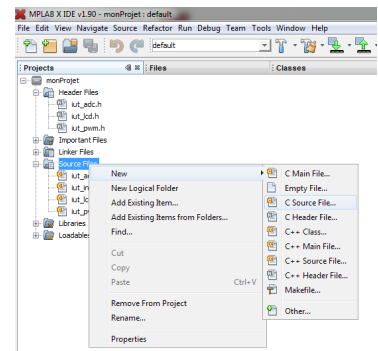 MPLAB X IDE v1.90 - monProjet : default
File Edit View Navigate Source Refactor Run Debug Team Tools Window Help
default
Projects
Files
Classes
monProjet
Header Files
iut_adc.h
iut_lcd.h
iut_pwm.h
Important Files
Linker Files
Source Files
Libraries
Loadables
New
New Logical Folder
Add Existing Item...
Add Existing Items from Folders...
Find...
Cut
Copy
Paste Ctrl+V
Remove From Project
Rename...
Properties
C Main File...
Empty File...
C Source File...
C Header File...
C++ Class...
C++ Main File...
C++ Source File...
C++ Header File...
Makefile...
Other...